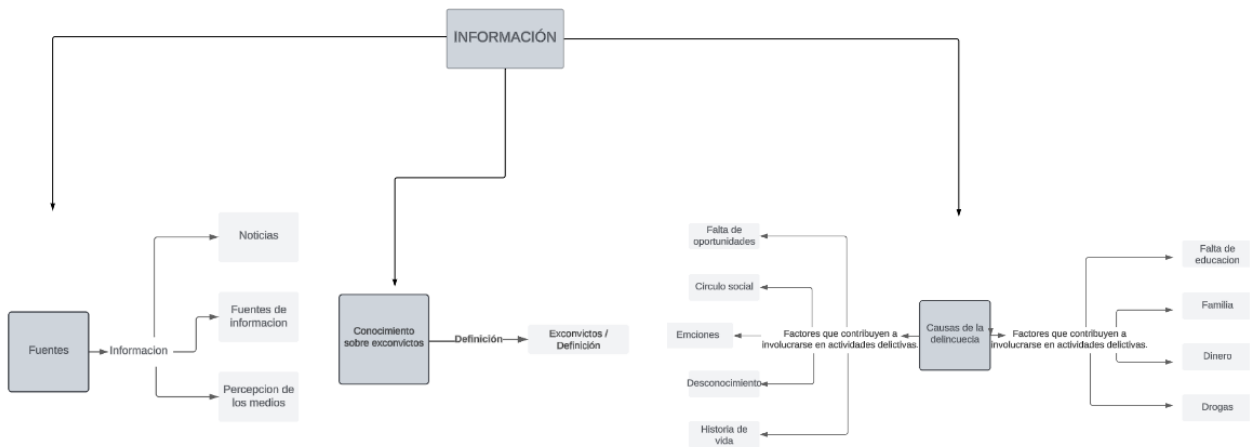 INFORMACIÓN
Noticias
Fuentes de
informacion
Percepcion de
los medios
Fuentes
Informacion
Conocimiento
sobre exconvictos
Definición
Exconvictos /
Definición
Falta de
oportunidades
Circulo social
Emciones
Desconocimiento
Historia de
vida
Factores que contribuyen a
involucrarse en actividades delictivas.
Causas de la
delincuecia
Factores que contribuyen a
involucrarse en actividades delictivas.
Falta de
educacion
Familia
Dinero
Drogas